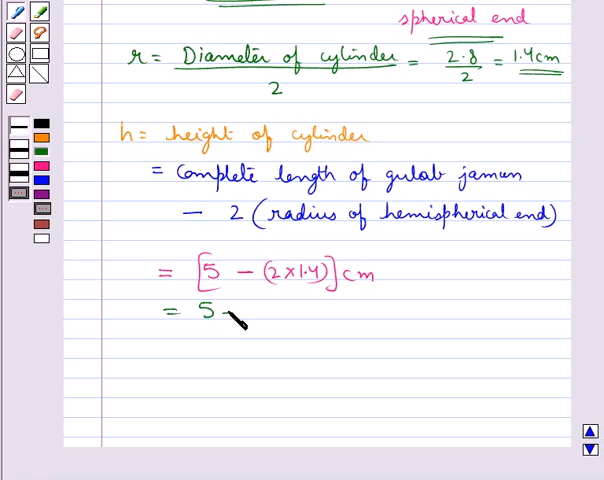 spherical end
r = Diameter of cylinder / 2 = 2.8 / 2 = 1.4cm
h = height of cylinder
= Complete length of gulab jamun
- 2 (radius of hemispherical end)
= [5 - (2×1.4)] cm
= 5 -